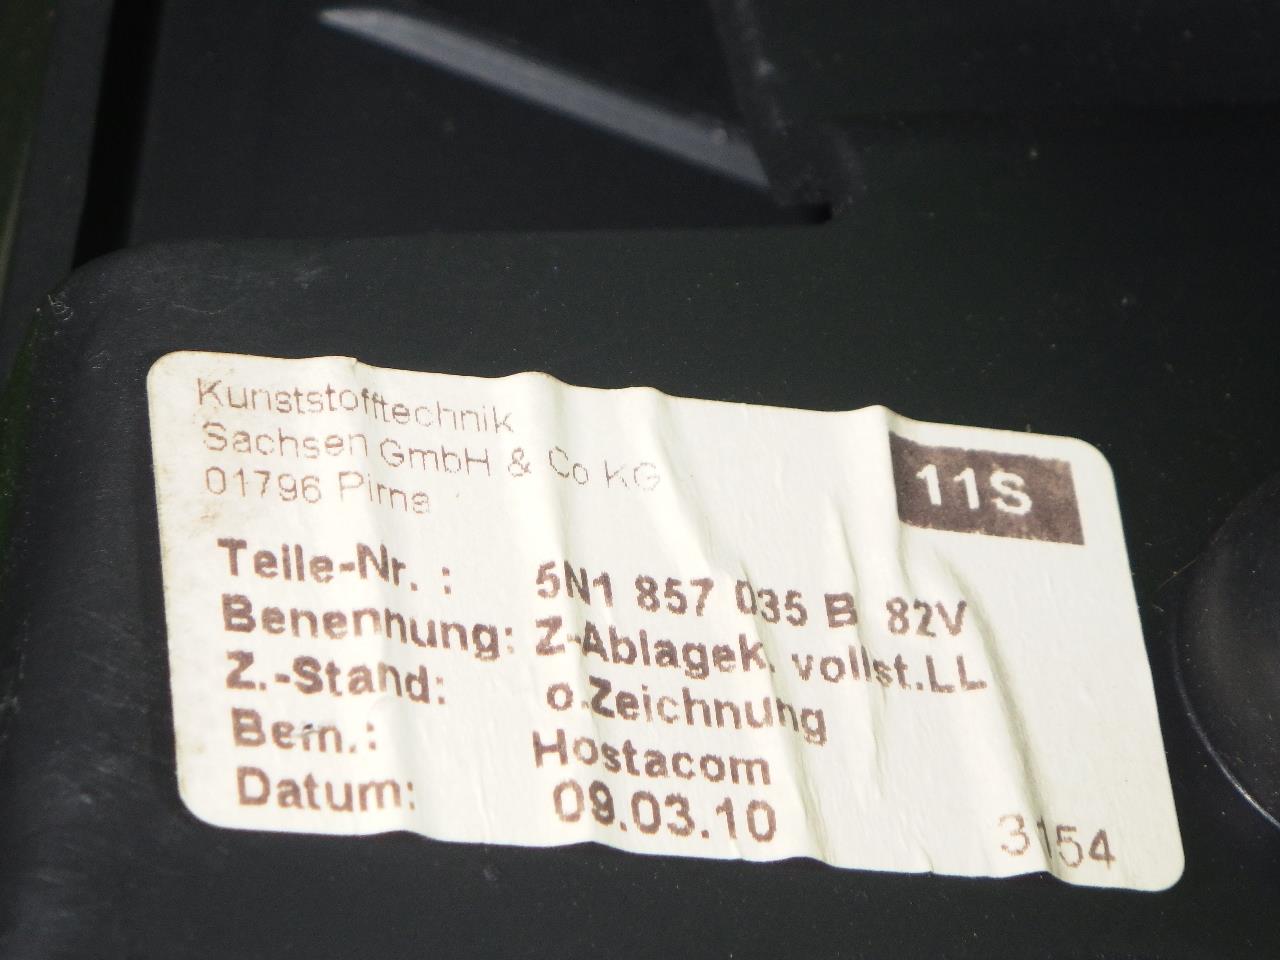 Kunststofftechnik
Sachsen GmbH & Co KG
01796 Pirna
11S
Teile-Nr. : 5N1 857 035 B 82V
Benennung: Z-Ablagek. vollst.LL
Z.-Stand: o.Zeichnung
Bem.: Hostacom
Datum: 09.03.10
3154